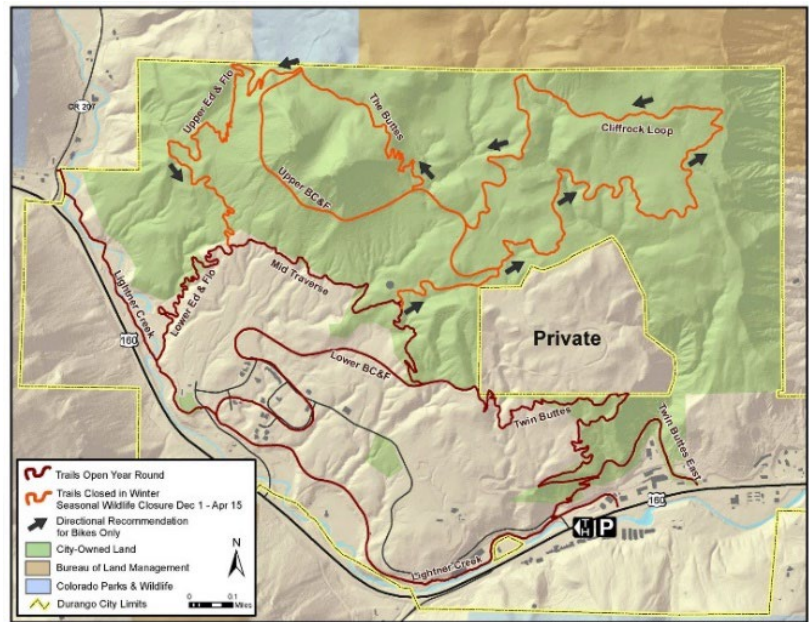 CR 207
Upper Ed & Flo
The Buttes
Cliffrock Loop
Upper BC&F
Lightner Creek
Lower Ed & Flo
Mid Traverse
Private
160
Lower BC&F
Twin Buttes
Twin Buttes East
160
TH P
Lightner Creek
Trails Open Year Round
Trails Closed in Winter
Seasonal Wildlife Closure Dec 1 - Apr 15
Directional Recommendation
for Bikes Only
City-Owned Land
Bureau of Land Management
Colorado Parks & Wildlife
Durango City Limits
N
0 0.1
Miles